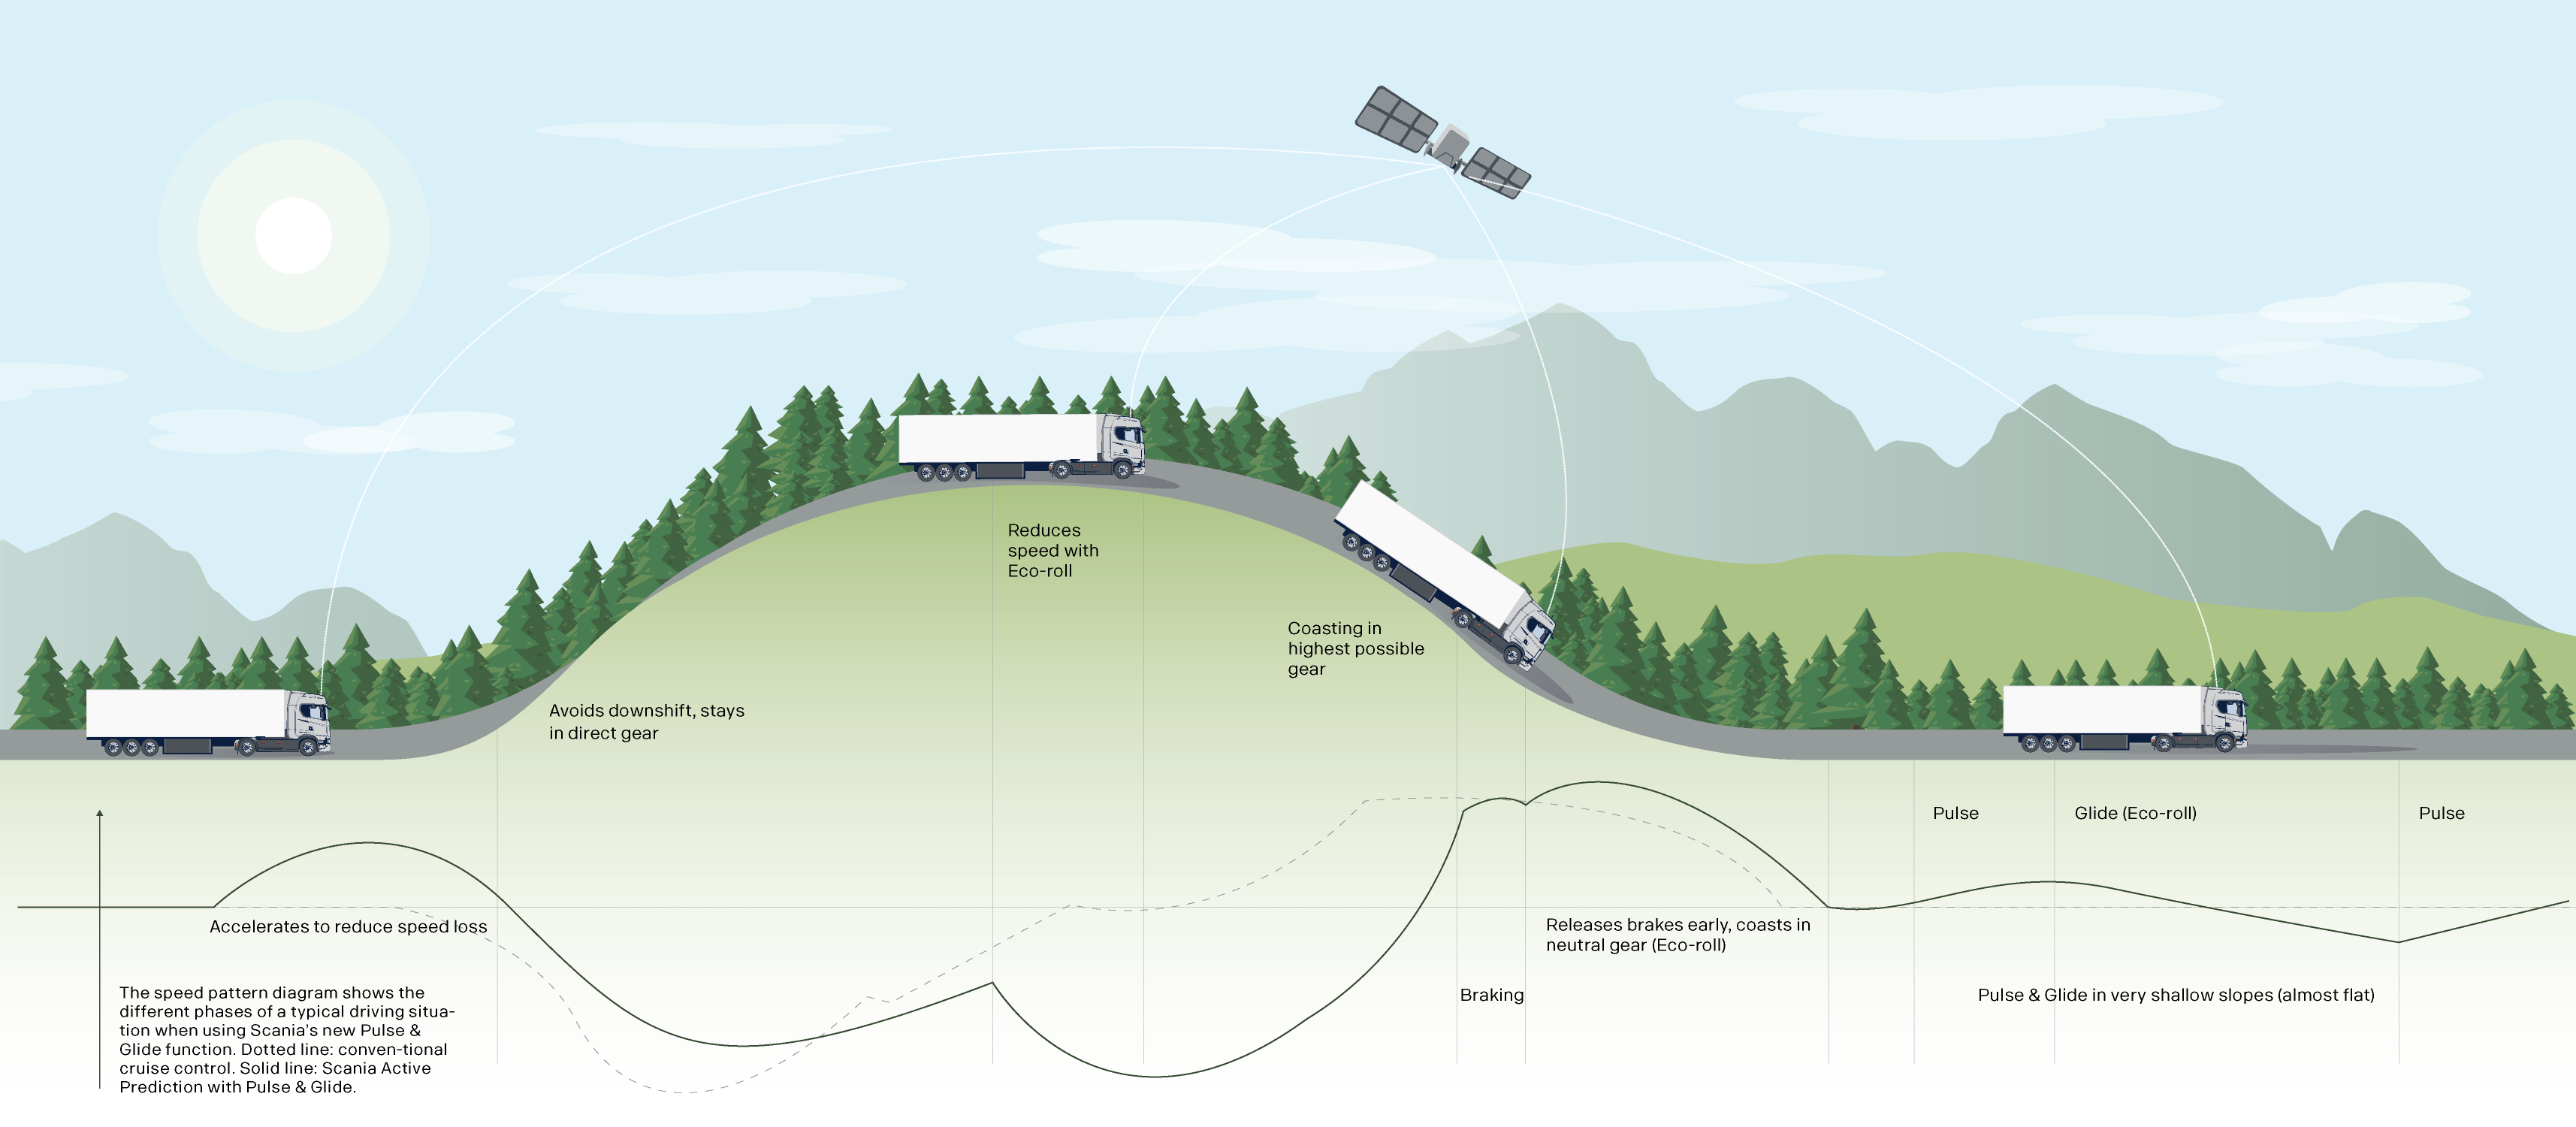 Reduces
speed with
Eco-roll
Coasting in
highest possible
gear
Avoids downshift, stays
in direct gear
Pulse
Glide (Eco-roll)
Pulse
Accelerates to reduce speed loss
Releases brakes early, coasts in
neutral gear (Eco-roll)
Braking
Pulse & Glide in very shallow slopes (almost flat)
The speed pattern diagram shows the
different phases of a typical driving situa-
tion when using Scania's new Pulse &
Glide function. Dotted line: conven-tional
cruise control. Solid line: Scania Active
Prediction with Pulse & Glide.